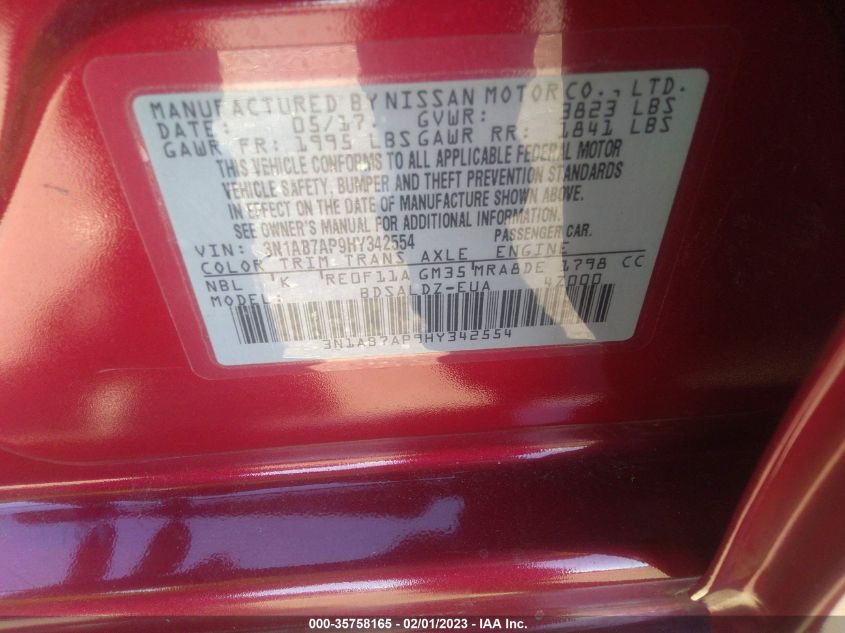 MANUFACTURED BY NISSAN MOTOR CO., LTD.
DATE: 05/17 GVWR: 3823 LBS
GAWR FR: 1995 LBS GAWR RR: 1841 LBS
THIS VEHICLE CONFORMS TO ALL APPLICABLE FEDERAL MOTOR
VEHICLE SAFETY, BUMPER AND THEFT PREVENTION STANDARDS
IN EFFECT ON THE DATE OF MANUFACTURE SHOWN ABOVE.
SEE OWNER'S MANUAL FOR ADDITIONAL INFORMATION.
VIN: 3N1AB7AP9HY342554 PASSENGER CAR.
COLOR TRIM TRANS AXLE ENGINE
NBL K RE0F11A GM35 MRA8DE 1798 CC
MODEL: BDSALDZ-EUA 42000
3N1AB7AP9HY342554
000-35758165 - 02/01/2023 - IAA Inc.